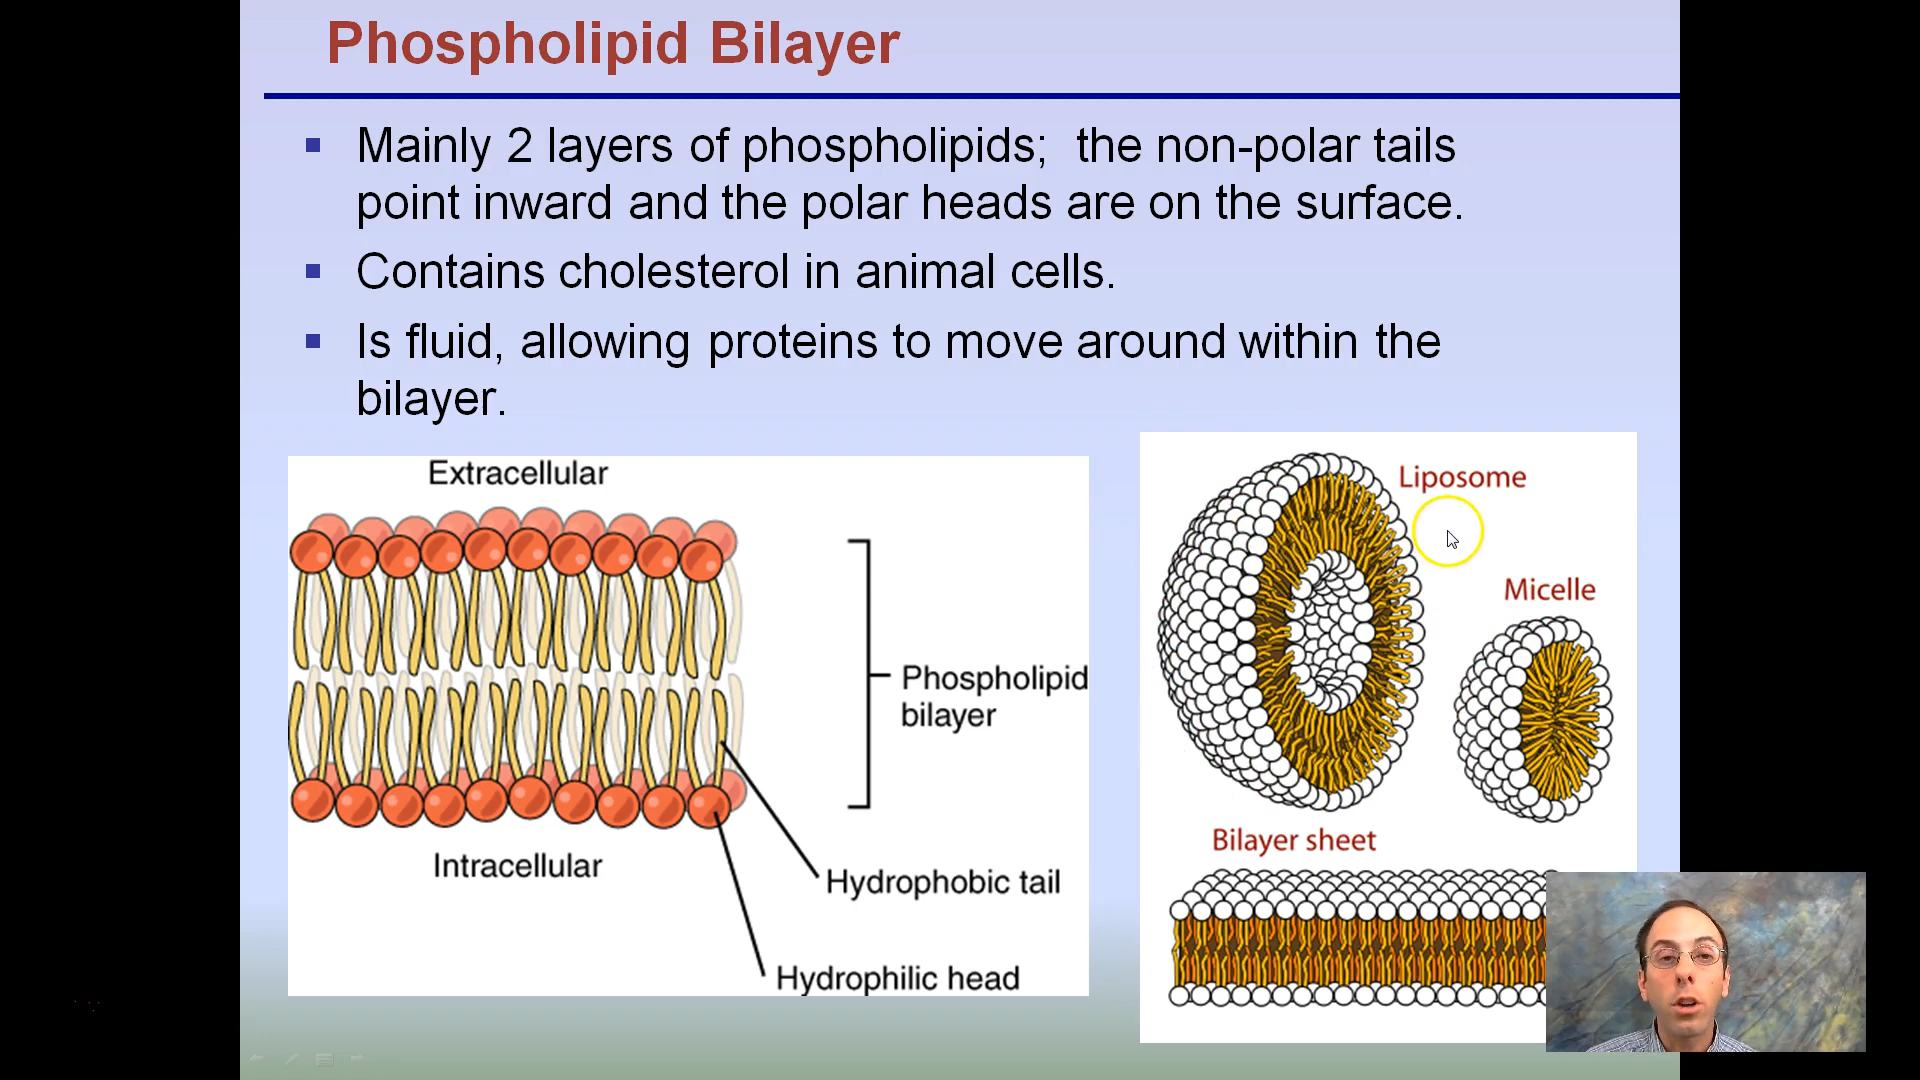 Phospholipid Bilayer
Mainly 2 layers of phospholipids;  the non-polar tails
point inward and the polar heads are on the surface.
Contains cholesterol in animal cells.
Is fluid, allowing proteins to move around within the
bilayer.
Extracellular
Phospholipid
bilayer
Intracellular
Hydrophobic tail
Hydrophilic head
Liposome
Micelle
Bilayer sheet